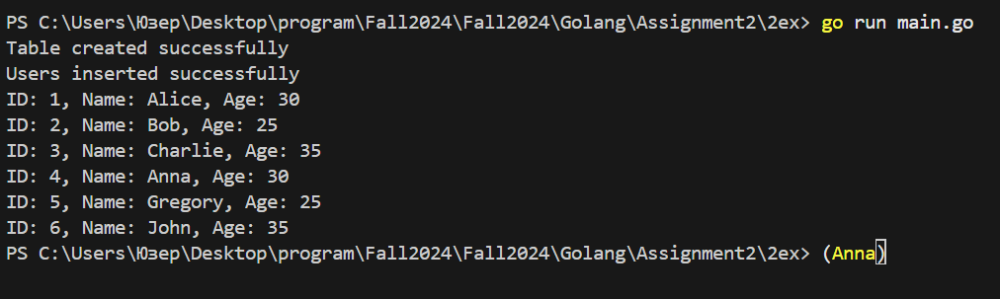 PS C:\Users\Юзер\Desktop\program\Fall2024\Fall2024\Golang\Assignment2\2ex> go run main.go
Table created successfully
Users inserted successfully
ID: 1, Name: Alice, Age: 30
ID: 2, Name: Bob, Age: 25
ID: 3, Name: Charlie, Age: 35
ID: 4, Name: Anna, Age: 30
ID: 5, Name: Gregory, Age: 25
ID: 6, Name: John, Age: 35
PS C:\Users\Юзер\Desktop\program\Fall2024\Fall2024\Golang\Assignment2\2ex> (Anna)